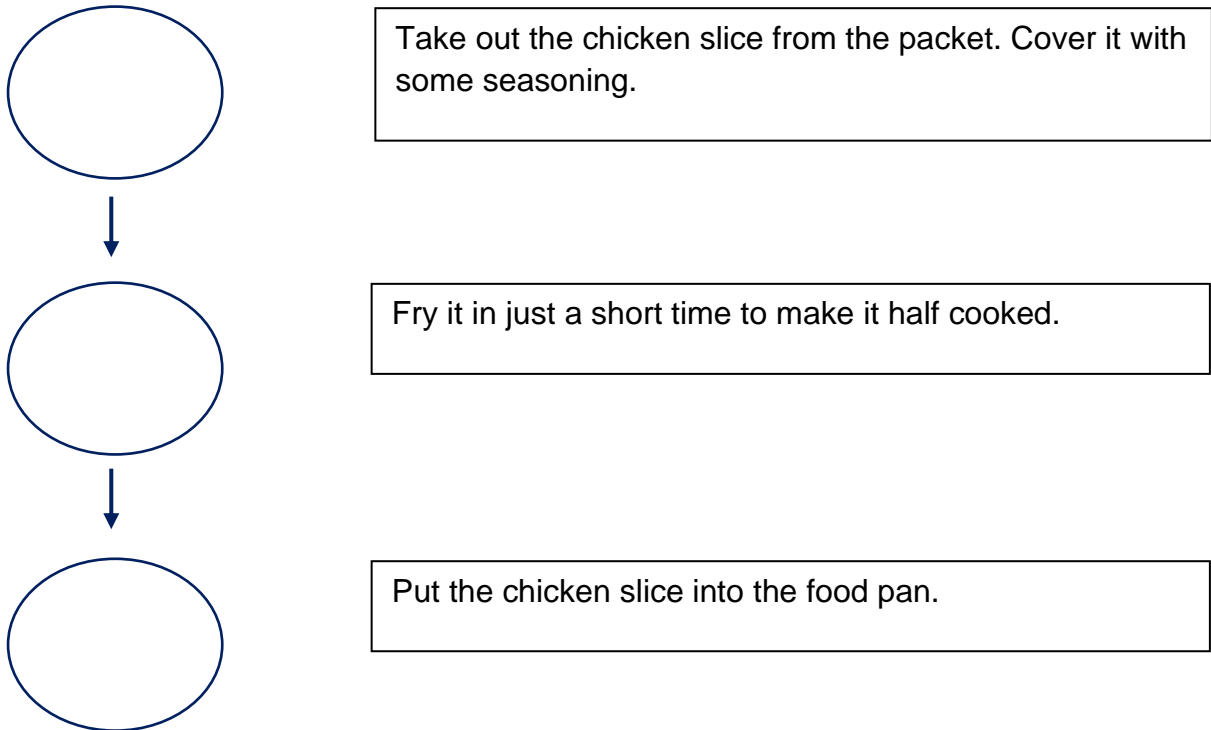 Take out the chicken slice from the packet. Cover it with
some seasoning.
Fry it in just a short time to make it half cooked.
Put the chicken slice into the food pan.